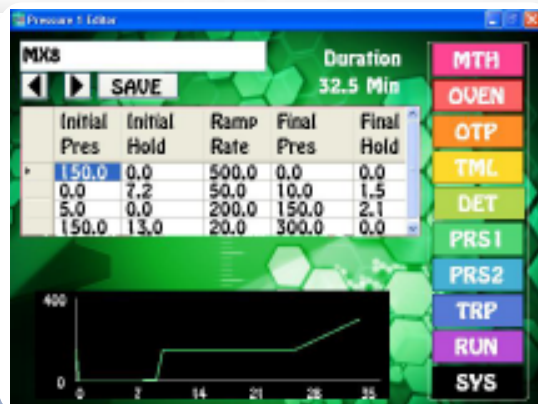 Pressure 1 Editor
MX8
Duration
32.5 Min
SAVE
Initial Pres Initial Hold Ramp Rate Final Pres Final Hold
150.0 0.0 500.0 0.0 0.0
0.0 7.2 50.0 10.0 1.5
5.0 0.0 200.0 150.0 2.1
150.0 13.0 20.0 300.0 0.0
MTH
OVEN
OTP
TML
DET
PRS1
PRS2
TRP
RUN
SYS
400
0
0 7 14 21 28 35